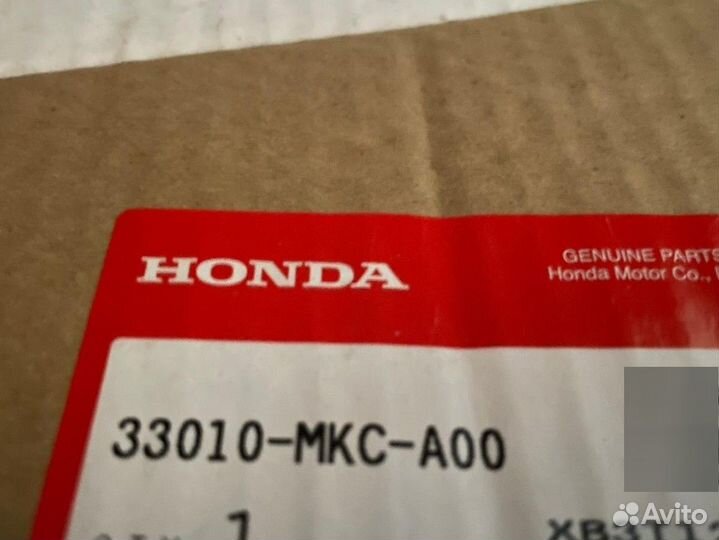 HONDA
GENUINE PARTS
Honda Motor Co.,
33010-MKC-A00
1
Avito